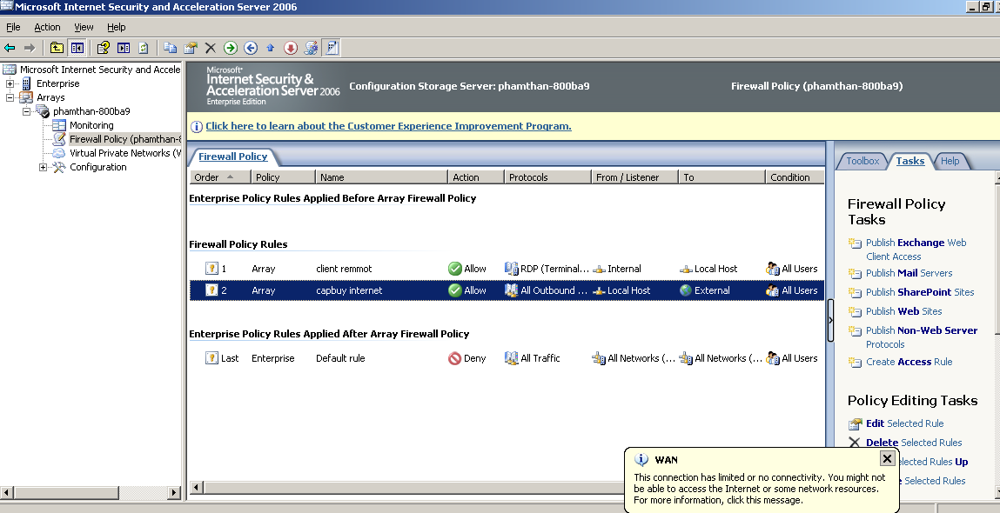 Microsoft Internet Security and Acceleration Server 2006
File Action View Help
Microsoft Internet Security and Accele
Enterprise
Arrays
phamthan-800ba9
Monitoring
Firewall Policy (phamthan-8
Virtual Private Networks (V
Configuration
Microsoft
Internet Security &
Acceleration Server 2006
Enterprise Edition
Configuration Storage Server: phamthan-800ba9
Firewall Policy (phamthan-800ba9)
Click here to learn about the Customer Experience Improvement Program.
Firewall Policy
Order Policy Name Action Protocols From / Listener To Condition
Enterprise Policy Rules Applied Before Array Firewall Policy
Firewall Policy Rules
1 Array client remmot Allow RDP (Terminal... Internal Local Host All Users
2 Array capbuy internet Allow All Outbound ... Local Host External All Users
Enterprise Policy Rules Applied After Array Firewall Policy
Last Enterprise Default rule Deny All Traffic All Networks (... All Networks (... All Users
Toolbox Tasks Help
Firewall Policy
Tasks
Publish Exchange Web
Client Access
Publish Mail Servers
Publish SharePoint Sites
Publish Web Sites
Publish Non-Web Server
Protocols
Create Access Rule
Policy Editing Tasks
Edit Selected Rule
Delete Selected Rules
elected Rules Up
Selected Rules
WAN
This connection has limited or no connectivity. You might not
be able to access the Internet or some network resources.
For more information, click this message.